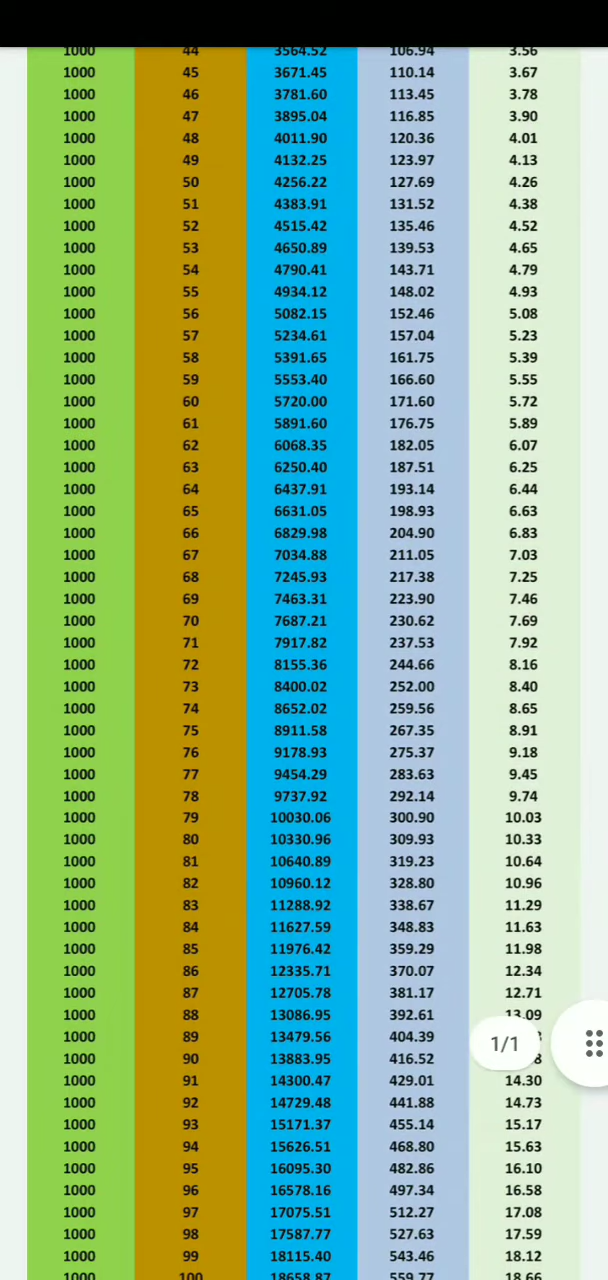 1000 44 3564.52 106.94 3.56
1000 45 3671.45 110.14 3.67
1000 46 3781.60 113.45 3.78
1000 47 3895.04 116.85 3.90
1000 48 4011.90 120.36 4.01
1000 49 4132.25 123.97 4.13
1000 50 4256.22 127.69 4.26
1000 51 4383.91 131.52 4.38
1000 52 4515.42 135.46 4.52
1000 53 4650.89 139.53 4.65
1000 54 4790.41 143.71 4.79
1000 55 4934.12 148.02 4.93
1000 56 5082.15 152.46 5.08
1000 57 5234.61 157.04 5.23
1000 58 5391.65 161.75 5.39
1000 59 5553.40 166.60 5.55
1000 60 5720.00 171.60 5.72
1000 61 5891.60 176.75 5.89
1000 62 6068.35 182.05 6.07
1000 63 6250.40 187.51 6.25
1000 64 6437.91 193.14 6.44
1000 65 6631.05 198.93 6.63
1000 66 6829.98 204.90 6.83
1000 67 7034.88 211.05 7.03
1000 68 7245.93 217.38 7.25
1000 69 7463.31 223.90 7.46
1000 70 7687.21 230.62 7.69
1000 71 7917.82 237.53 7.92
1000 72 8155.36 244.66 8.16
1000 73 8400.02 252.00 8.40
1000 74 8652.02 259.56 8.65
1000 75 8911.58 267.35 8.91
1000 76 9178.93 275.37 9.18
1000 77 9454.29 283.63 9.45
1000 78 9737.92 292.14 9.74
1000 79 10030.06 300.90 10.03
1000 80 10330.96 309.93 10.33
1000 81 10640.89 319.23 10.64
1000 82 10960.12 328.80 10.96
1000 83 11288.92 338.67 11.29
1000 84 11627.59 348.83 11.63
1000 85 11976.42 359.29 11.98
1000 86 12335.71 370.07 12.34
1000 87 12705.78 381.17 12.71
1000 88 13086.95 392.61 13.09
1000 89 13479.56 404.39
1/1
1000 90 13883.95 416.52
1000 91 14300.47 429.01 14.30
1000 92 14729.48 441.88 14.73
1000 93 15171.37 455.14 15.17
1000 94 15626.51 468.80 15.63
1000 95 16095.30 482.86 16.10
1000 96 16578.16 497.34 16.58
1000 97 17075.51 512.27 17.08
1000 98 17587.77 527.63 17.59
1000 99 18115.40 543.46 18.12
1000 100 18658.87 559.77 18.66